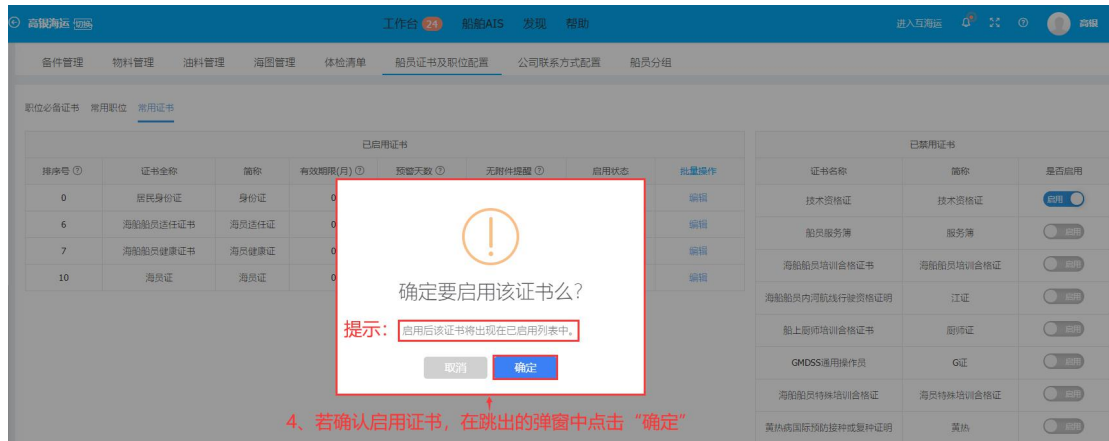 高银海运 切换 工作台 24 船舶AIS 发现 帮助 进入互海运 高银
备件管理 物料管理 油料管理 海图管理 体检清单 船员证书及职位配置 公司联系方式配置 船员分组
职位必备证书 常用职位 常用证书
已启用证书 已禁用证书
排序号 证书全称 简称 有效期限(月) 预警天数 无附件提醒 启用状态 批量操作 证书名称 简称 是否启用
0 居民身份证 身份证 0 编辑 技术资格证 技术资格证 启用
6 海船船员适任证书 海员适任证 0 编辑 船员服务簿 服务簿 启用
7 海船船员健康证书 海员健康证 0 编辑 海船船员培训合格证书 海船船员培训合格证 启用
10 海员证 海员证 0 编辑 海船船员内河航线行驶资格证明 江证 启用
确定要启用该证书么?
提示： 启用后该证书将出现在已启用列表中。 船上厨师培训合格证书 厨师证 启用
取消 确定 GMDSS通用操作员 G证 启用
海船船员特殊培训合格证 海员特殊培训合格证 启用
4、若确认启用证书，在跳出的弹窗中点击“确定” 黄热病国际预防接种或复种证明 黄热 启用